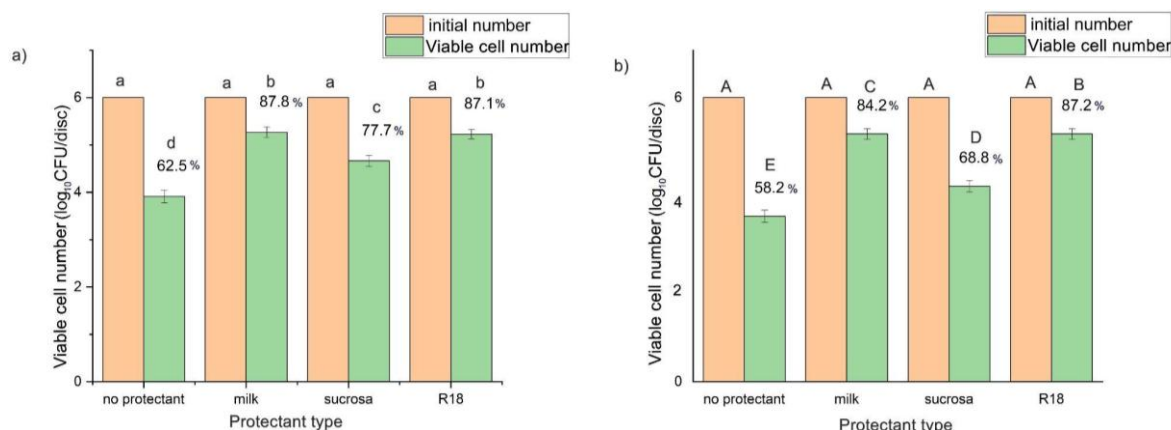 a)
initial number
Viable cell number
Viable cell number (log10CFU/disc)
6
4
2
0
a
d
62.5 %
a
b
87.8 %
a
c
77.7 %
a
b
87.1 %
no protectant
milk
sucrosa
R18
Protectant type
b)
initial number
Viable cell number
Viable cell number (log10CFU/disc)
6
4
2
0
A
E
58.2 %
A
C
84.2 %
A
D
68.8 %
A
B
87.2 %
no protectant
milk
sucrosa
R18
Protectant type